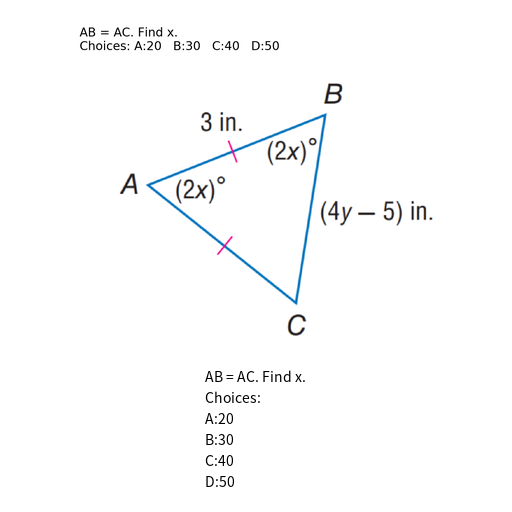 AB = AC. Find x.
Choices: A:20 B:30 C:40 D:50
B
3 in.
(2x)°
A
(2x)°
(4y – 5) in.
C
AB = AC. Find x.
Choices:
A:20
B:30
C:40
D:50